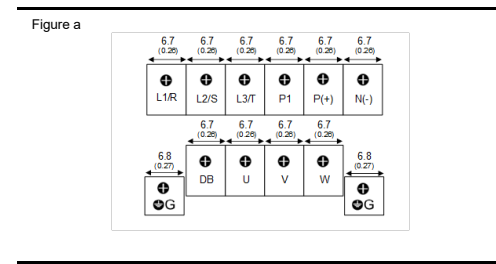 Figure a
6.7 6.7 6.7 6.7 6.7 6.7
(0.26) (0.26) (0.26) (0.26) (0.26) (0.26)
L1/R L2/S L3/T P1 P(+) N(-)
6.7 6.7 6.7 6.7
(0.26) (0.26) (0.26) (0.26)
6.8 6.8
(0.27) (0.27)
DB U V W
G G